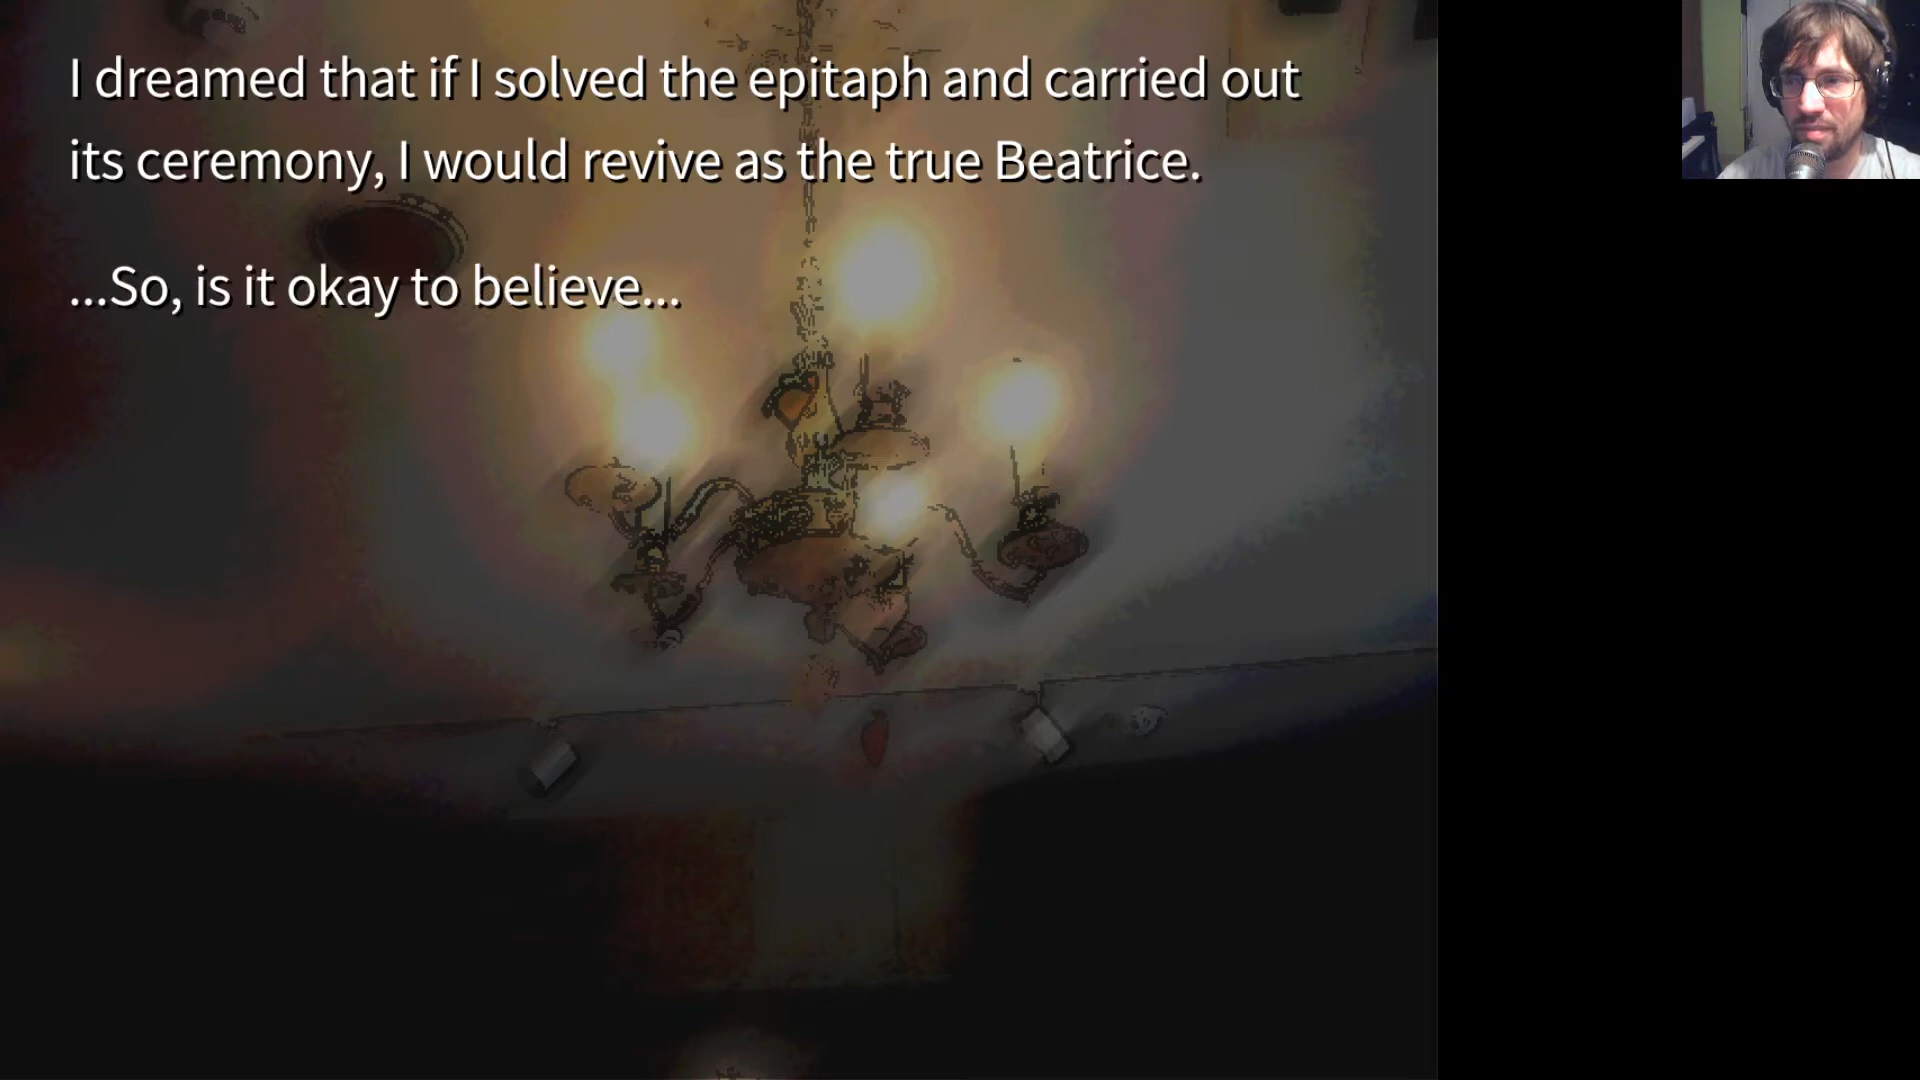 I dreamed that if I solved the epitaph and carried out
its ceremony, I would revive as the true Beatrice.
...So, is it okay to believe...